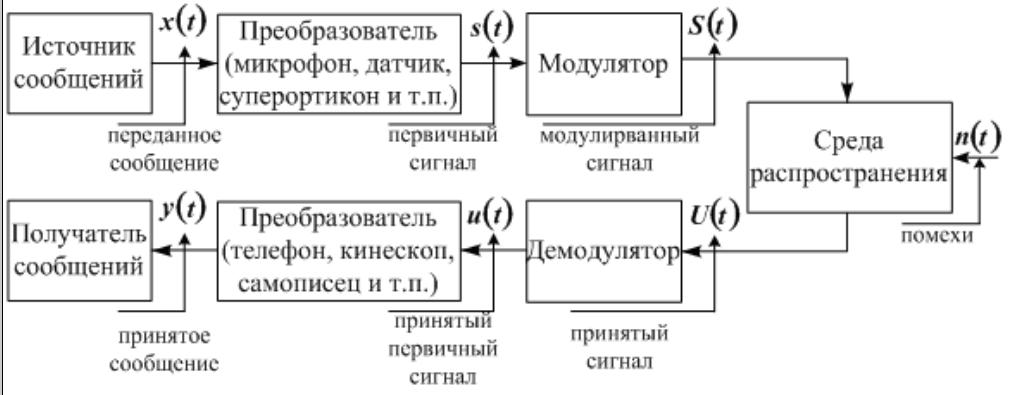 Источник
сообщений
x(t)
переданное
сообщение
Преобразователь
(микрофон, датчик,
суперортикон и т.п.)
s(t)
первичный
сигнал
Модулятор
S(t)
модулирванный
сигнал
Среда
распространения
n(t)
помехи
Получатель
сообщений
y(t)
принятое
сообщение
Преобразователь
(телефон, кинескоп,
самописец и т.п.)
u(t)
принятый
первичный
сигнал
Демодулятор
U(t)
принятый
сигнал